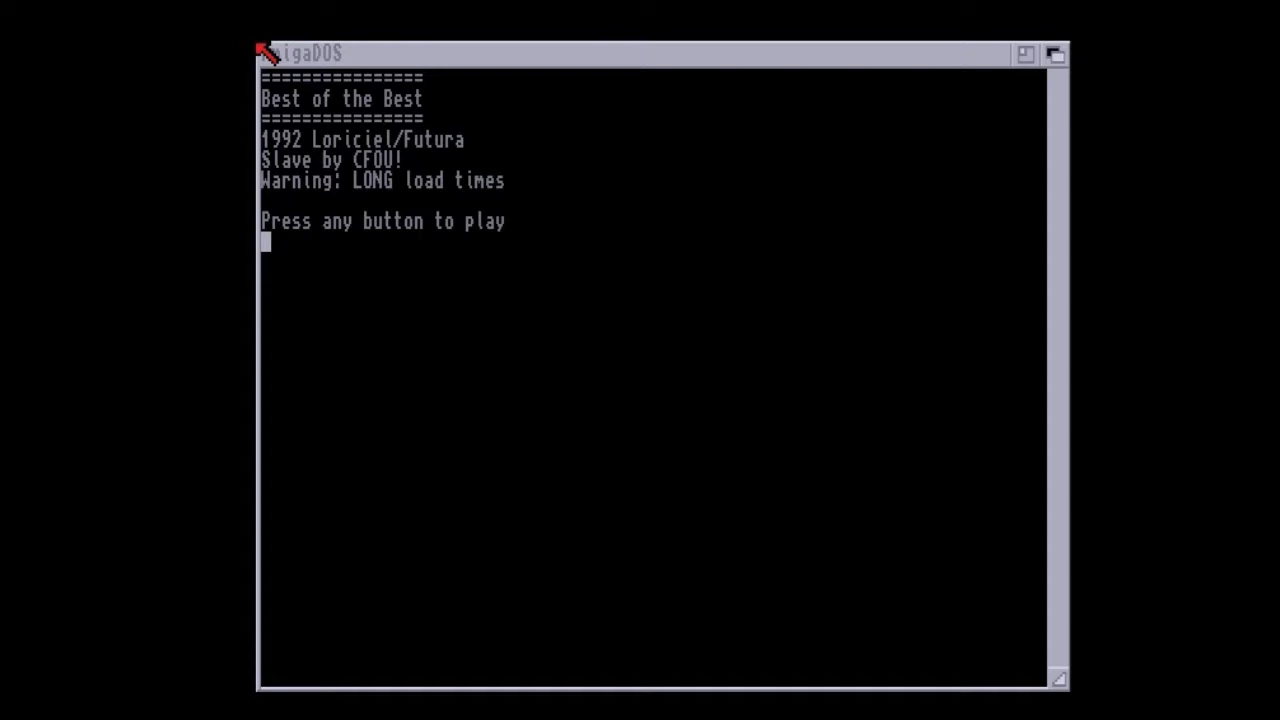 AmigaDOS
================
Best of the Best
================
1992 Loriciel/Futura
Slave by CFOU!
Warning: LONG load times
Press any button to play